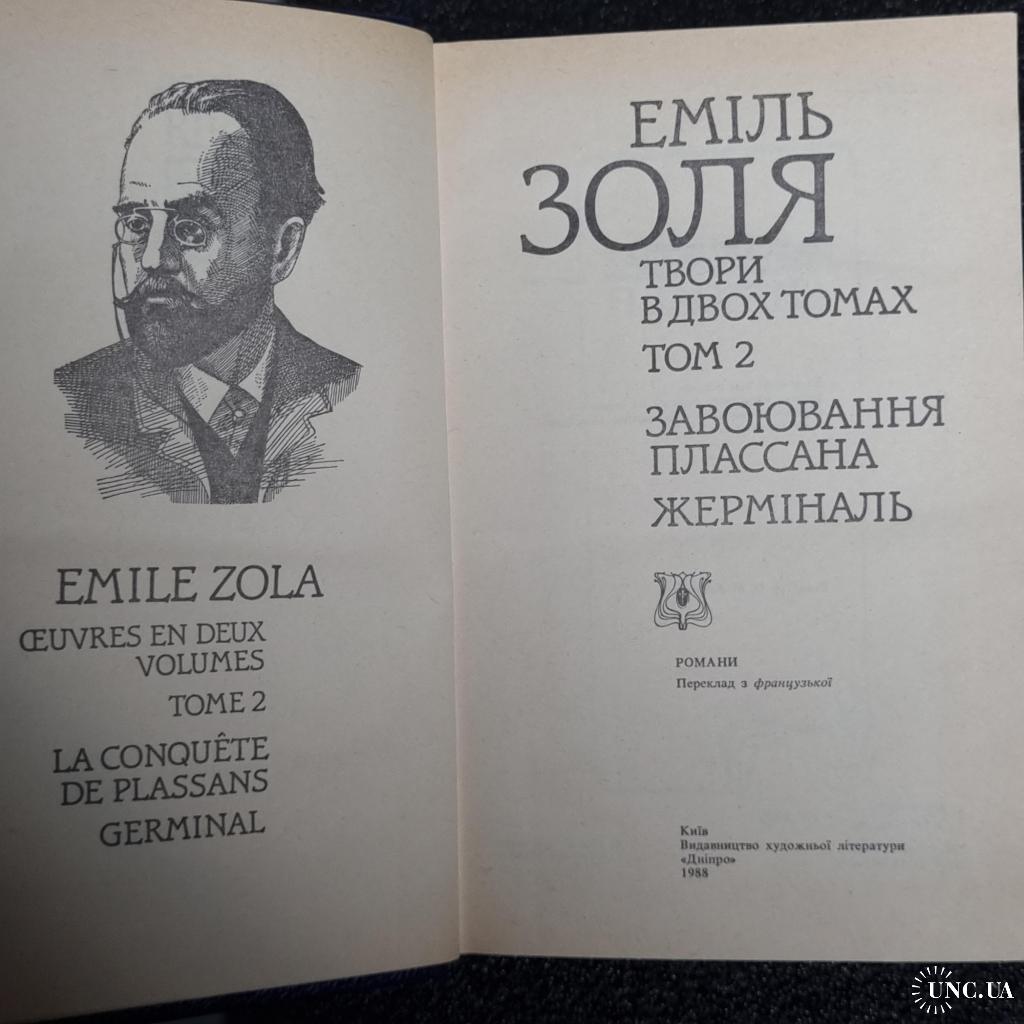 EMILE ZOLA
ŒUVRES EN DEUX
VOLUMES
TOME 2
LA CONQUÊTE
DE PLASSANS
GERMINAL
ЕМІЛЬ
ЗОЛЯ
ТВОРИ
В ДВОХ ТОМАХ
ТОМ 2
ЗАВОЮВАННЯ
ПЛАССАНА
ЖЕРМІНАЛЬ
РОМАНИ
Переклад з французької
Київ
Видавництво художньої літератури
«Дніпро»
1988
UNC.UA